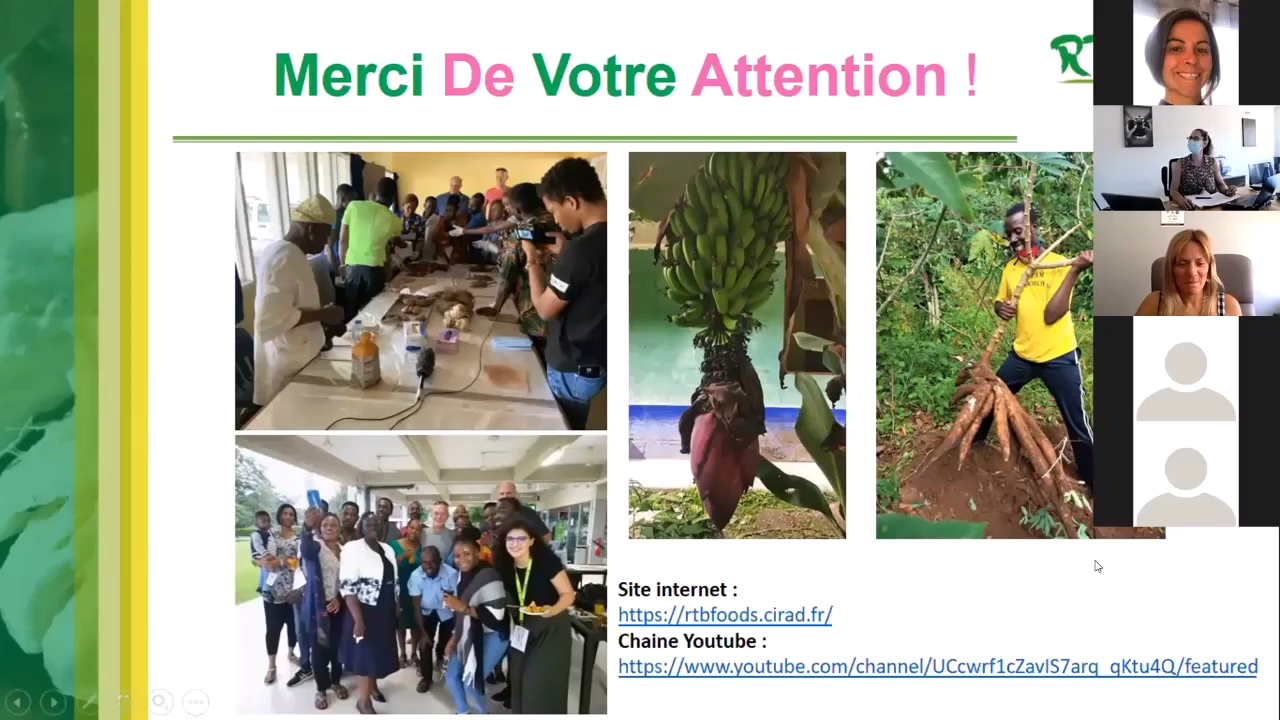 Merci De Votre Attention !
Site internet :
https://rtbfoods.cirad.fr/
Chaine Youtube :
https://www.youtube.com/channel/UCcwrf1cZavIS7arq_qKtu4Q/featured